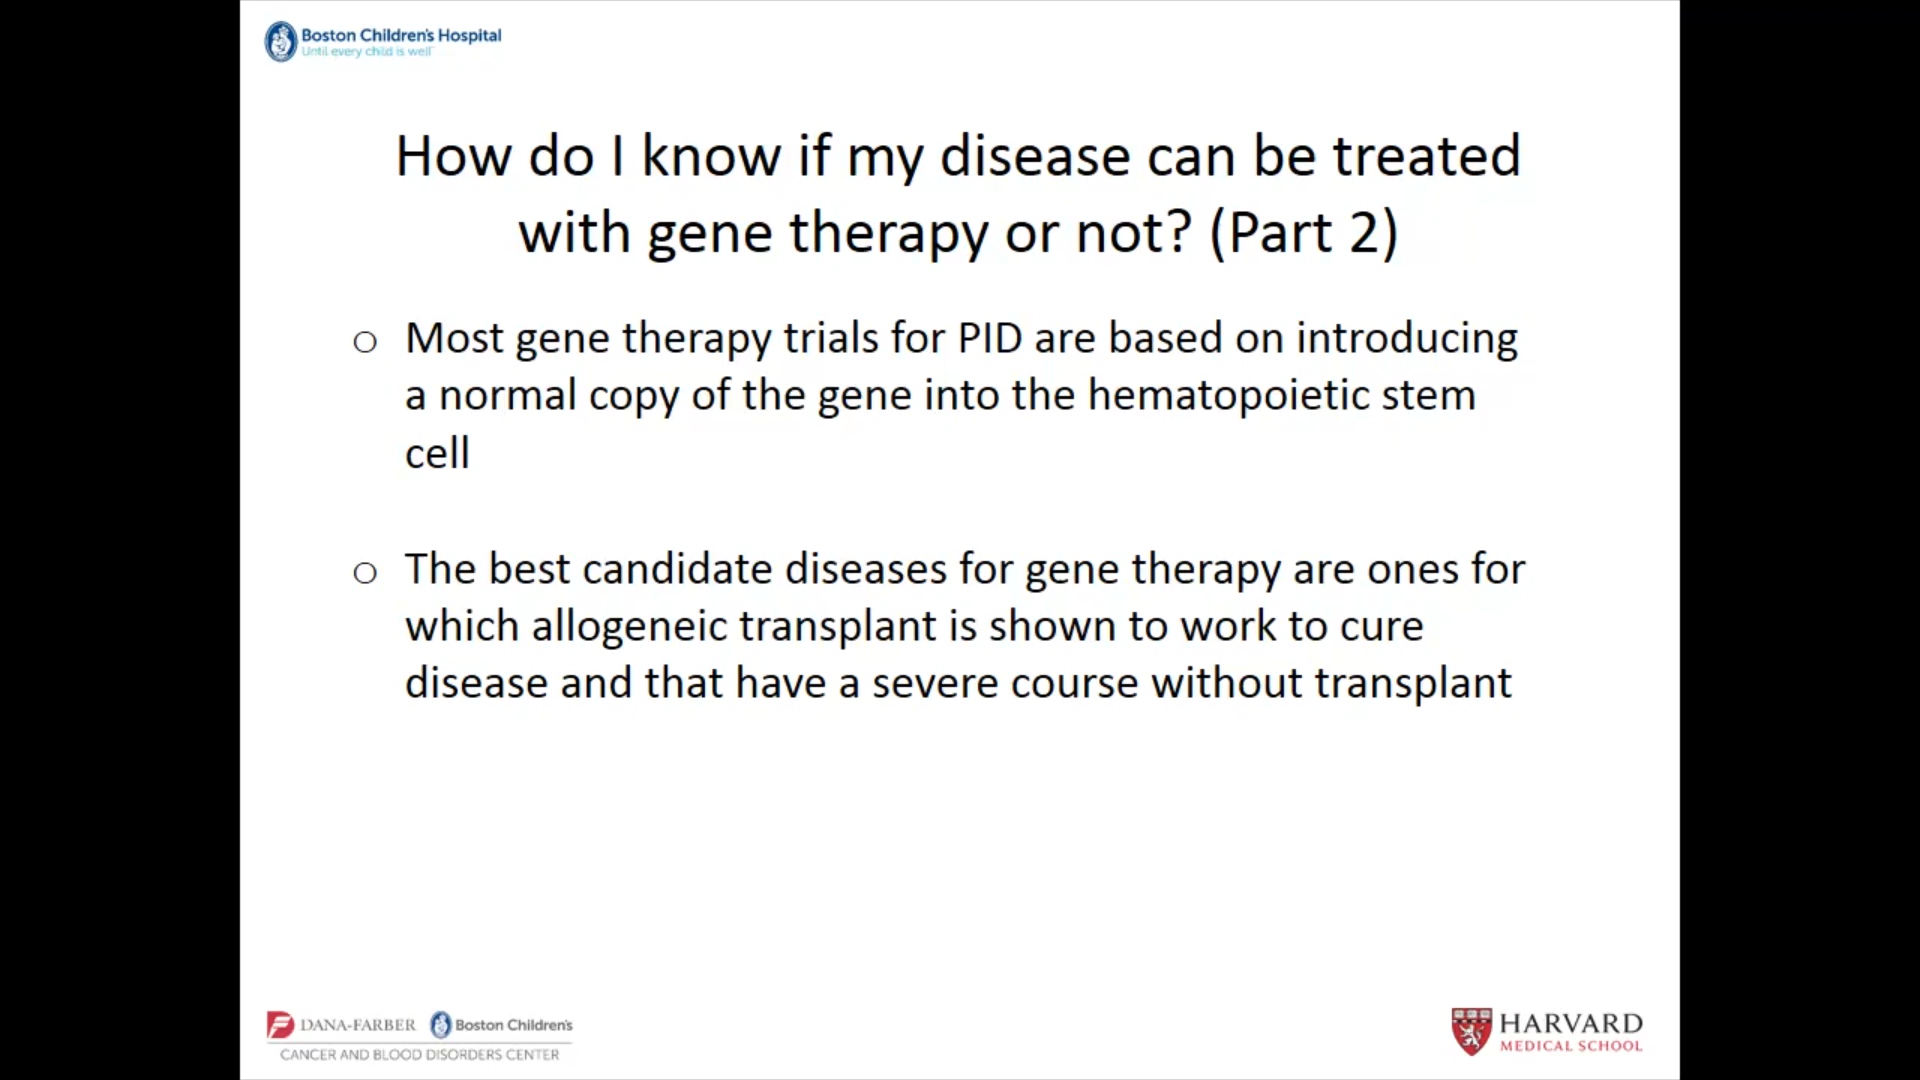 Boston Children's Hospital
Until every child is well™
How do I know if my disease can be treated
with gene therapy or not? (Part 2)
o Most gene therapy trials for PID are based on introducing
a normal copy of the gene into the hematopoietic stem
cell
o The best candidate diseases for gene therapy are ones for
which allogeneic transplant is shown to work to cure
disease and that have a severe course without transplant
DANA-FARBER Boston Children's
CANCER AND BLOOD DISORDERS CENTER
HARVARD
MEDICAL SCHOOL